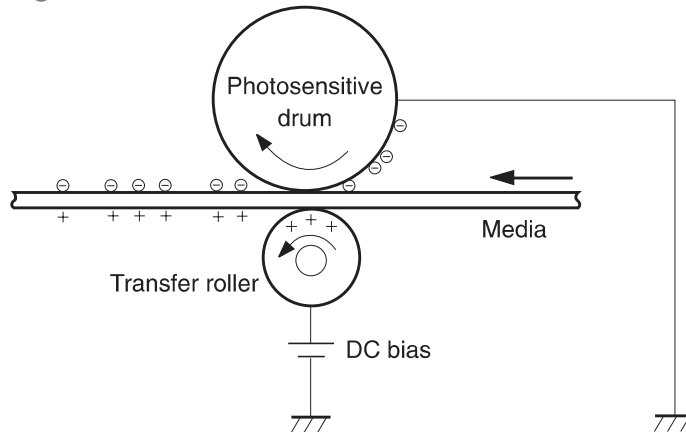 Photosensitive
drum
Media
Transfer roller
DC bias